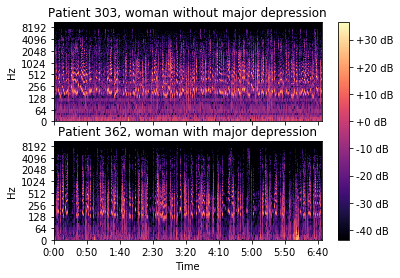 Patient 303, woman without major depression
8192
4096
2048
1024
512
256
128
64
0
Hz
Patient 362, woman with major depression
8192
4096
2048
1024
512
256
128
64
0
Hz
0:00 0:50 1:40 2:30 3:20 4:10 5:00 5:50 6:40
Time
+30 dB
+20 dB
+10 dB
+0 dB
-10 dB
-20 dB
-30 dB
-40 dB